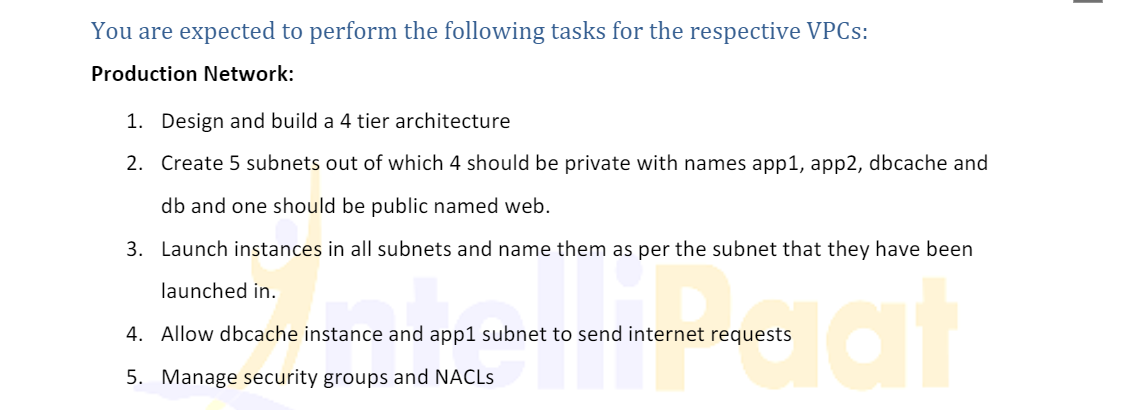 You are expected to perform the following tasks for the respective VPCs:
Production Network:
1. Design and build a 4 tier architecture
2. Create 5 subnets out of which 4 should be private with names app1, app2, dbcache and
db and one should be public named web.
3. Launch instances in all subnets and name them as per the subnet that they have been
launched in.
4. Allow dbcache instance and app1 subnet to send internet requests
5. Manage security groups and NACLs
IntelliPaat